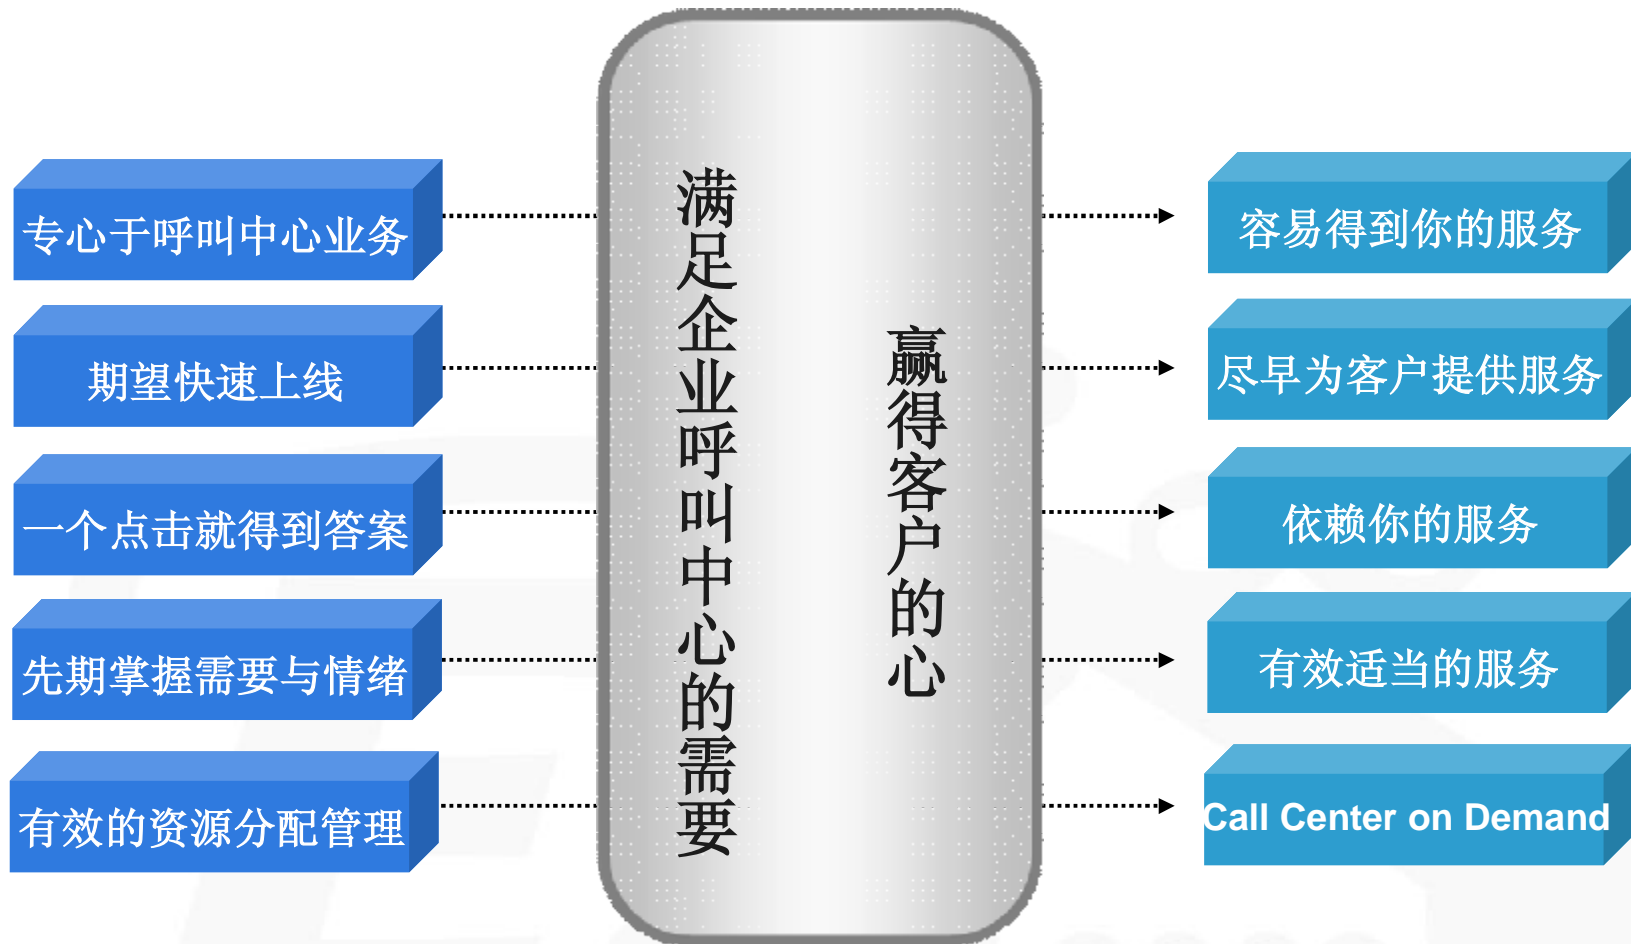 专心于呼叫中心业务
期望快速上线
一个点击就得到答案
先期掌握需要与情绪
有效的资源分配管理
满足企业呼叫中心的需要
赢得客户的心
容易得到你的服务
尽早为客户提供服务
依赖你的服务
有效适当的服务
Call Center on Demand